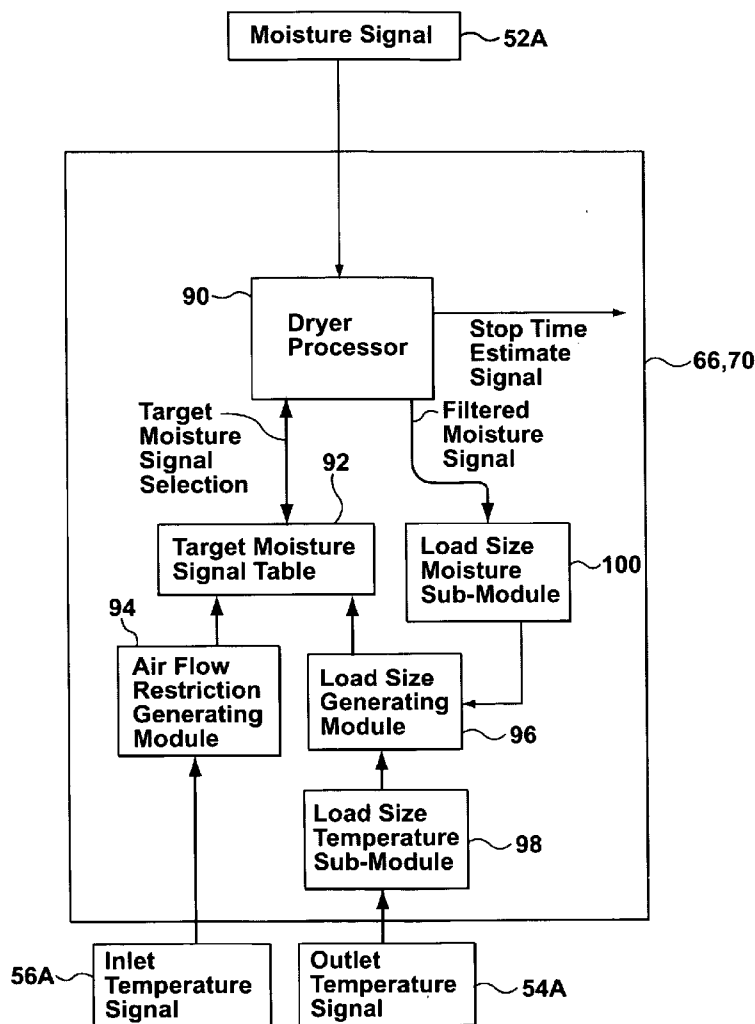 Moisture Signal
52A
90
Dryer
Processor
Stop Time
Estimate
Signal
66,70
Target
Moisture
Signal
Selection
Filtered
Moisture
Signal
92
Target Moisture
Signal Table
Load Size
Moisture
Sub-Module
100
94
Air Flow
Restriction
Generating
Module
Load Size
Generating
Module
96
Load Size
Temperature
Sub-Module
98
56A
Inlet
Temperature
Signal
Outlet
Temperature
Signal
54A